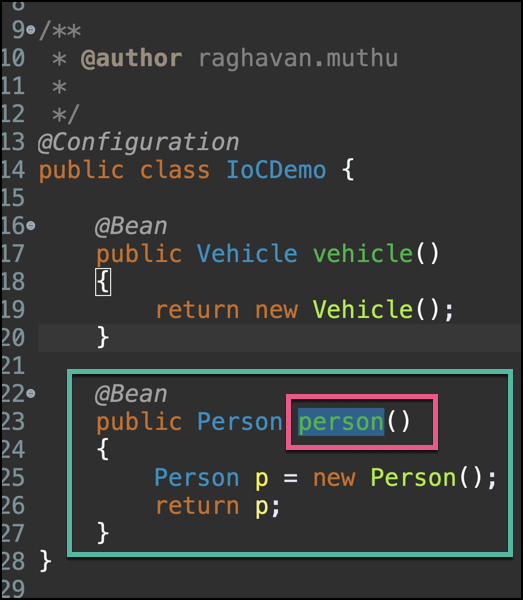 8
9 /**
10  * @author raghavan.muthu
11  *
12  */
13 @Configuration
14 public class IoCDemo {
15
16     @Bean
17     public Vehicle vehicle()
18     {
19         return new Vehicle();
20     }
21
22     @Bean
23     public Person person()
24     {
25         Person p = new Person();
26         return p;
27     }
28 }
29